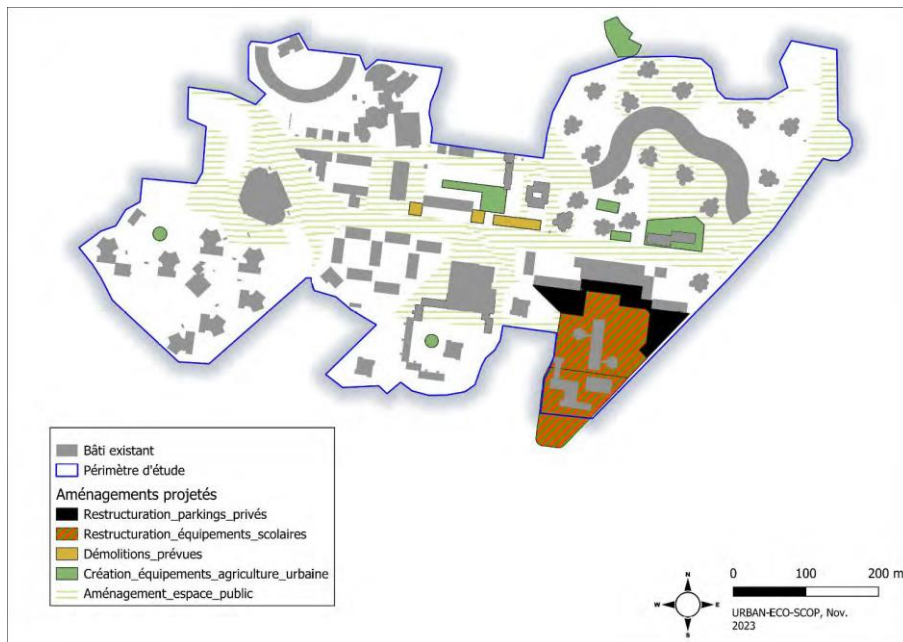 Bâti existant
Périmètre d'étude
Aménagements projetés
Restructuration_parkings_privés
Restructuration_équipements_scolaires
Démolitions_prévues
Création_équipements_agriculture_urbaine
Aménagement_espace_public
N
W E
S
0 100 200 m
URBAN-ECO-SCOP, Nov.
2023